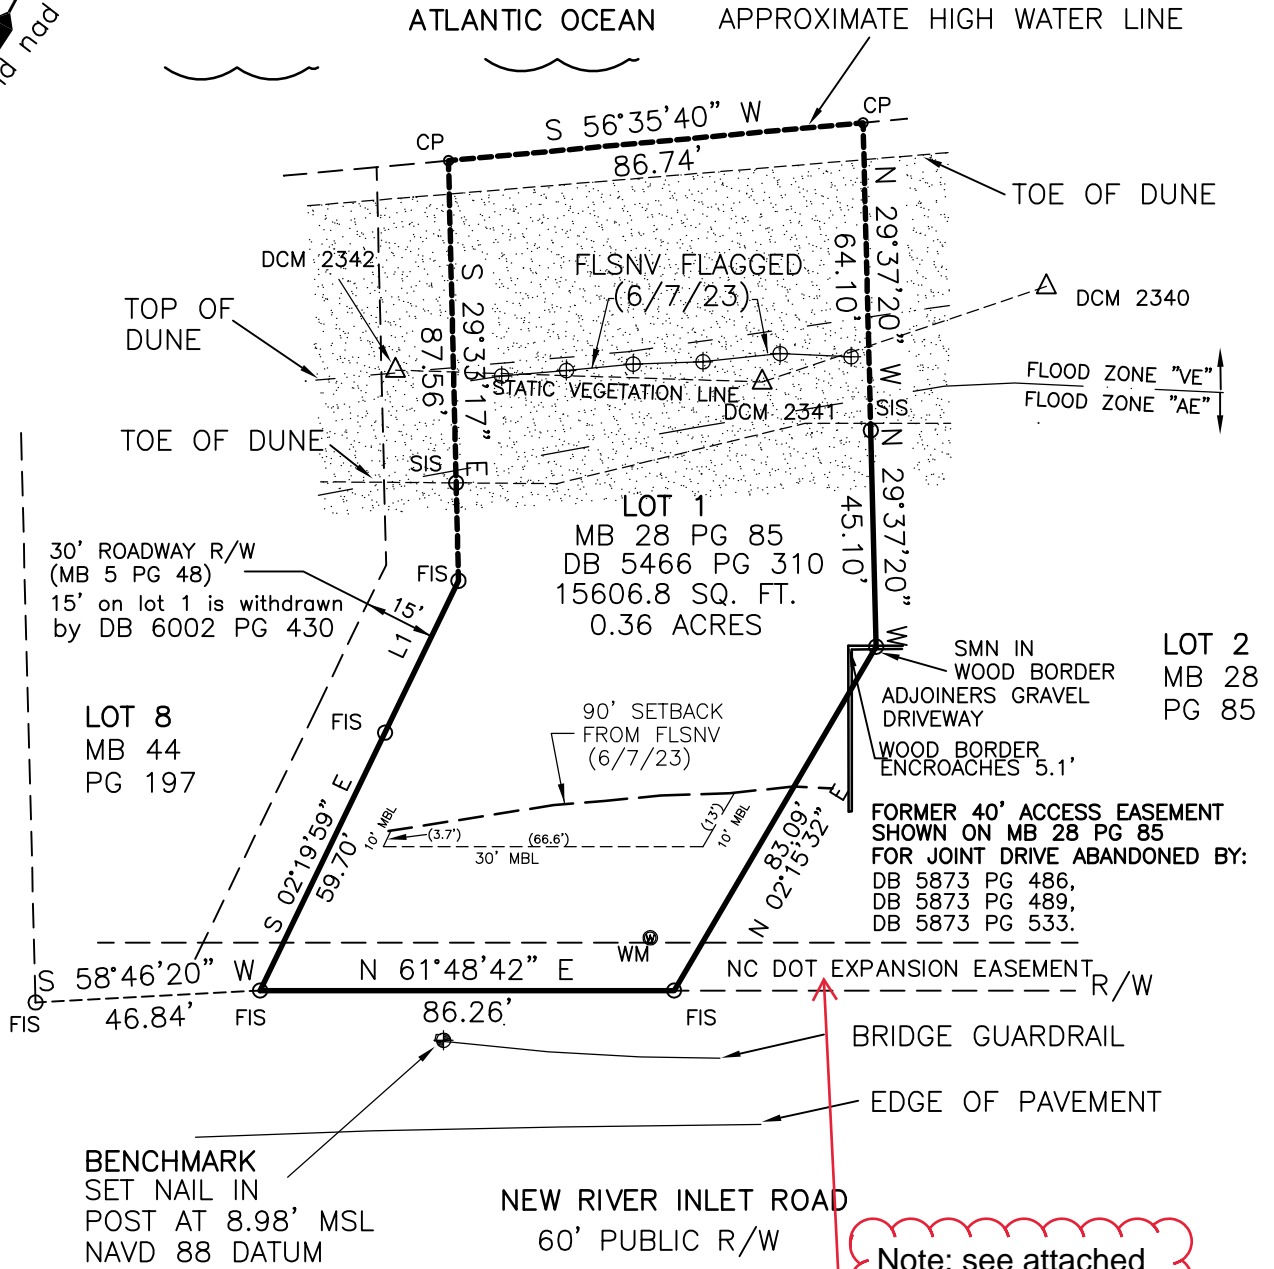 ATLANTIC OCEAN
APPROXIMATE HIGH WATER LINE
nad
CP
S 56°35'40" W
86.74'
CP
TOE OF DUNE
N 29°37'20" W
64.10'
DCM 2342
S 29°33'17" E
87.56'
FLSNV FLAGGED
(6/7/23)
DCM 2340
TOP OF
DUNE
STATIC VEGETATION LINE
DCM 2341
FLOOD ZONE "VE"
FLOOD ZONE "AE"
SIS
TOE OF DUNE
SIS
N 29°37'20" W
45.10'
LOT 1
MB 28 PG 85
DB 5466 PG 310
15606.8 SQ. FT.
0.36 ACRES
30' ROADWAY R/W
(MB 5 PG 48)
15' on lot 1 is withdrawn
by DB 6002 PG 430
FIS
15'
L1
SMN IN
WOOD BORDER
LOT 2
MB 28
PG 85
ADJOINERS GRAVEL
DRIVEWAY
WOOD BORDER
ENCROACHES 5.1'
LOT 8
MB 44
PG 197
FIS
90' SETBACK
FROM FLSNV
(6/7/23)
S 02°19'59" E
59.70'
10' MBL
(3.7')
(66.6')
30' MBL
(13')
10' MBL
83.09'
N 02°15'32" E
FORMER 40' ACCESS EASEMENT
SHOWN ON MB 28 PG 85
FOR JOINT DRIVE ABANDONED BY:
DB 5873 PG 486,
DB 5873 PG 489,
DB 5873 PG 533.
W
WM
S 58°46'20" W
46.84'
FIS
FIS
N 61°48'42" E
86.26'
FIS
NC DOT EXPANSION EASEMENT
R/W
BRIDGE GUARDRAIL
EDGE OF PAVEMENT
BENCHMARK
SET NAIL IN
POST AT 8.98' MSL
NAVD 88 DATUM
NEW RIVER INLET ROAD
60' PUBLIC R/W
Note: see attached